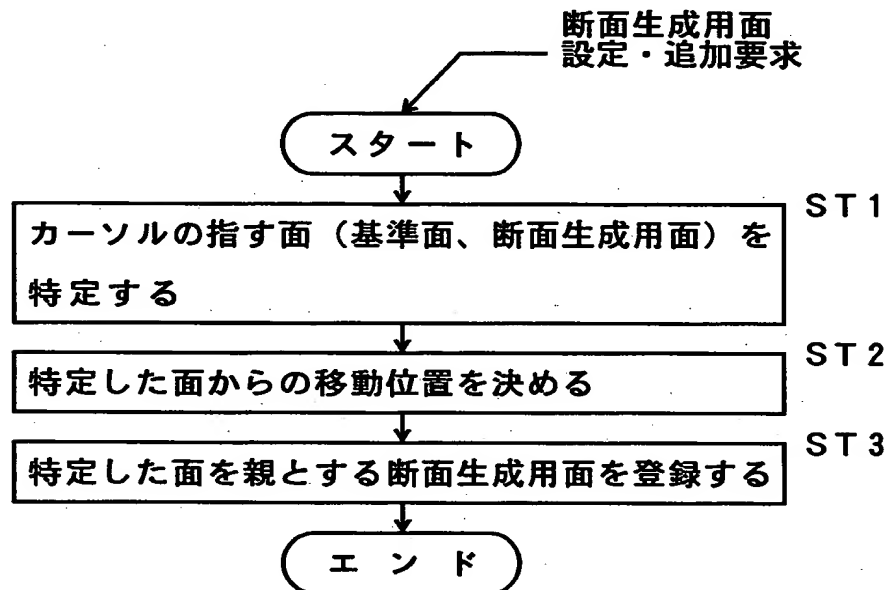 断面生成用面
設定・追加要求
スタート
ST1
カーソルの指す面（基準面、断面生成用面）を
特定する
ST2
特定した面からの移動位置を決める
ST3
特定した面を親とする断面生成用面を登録する
エンド